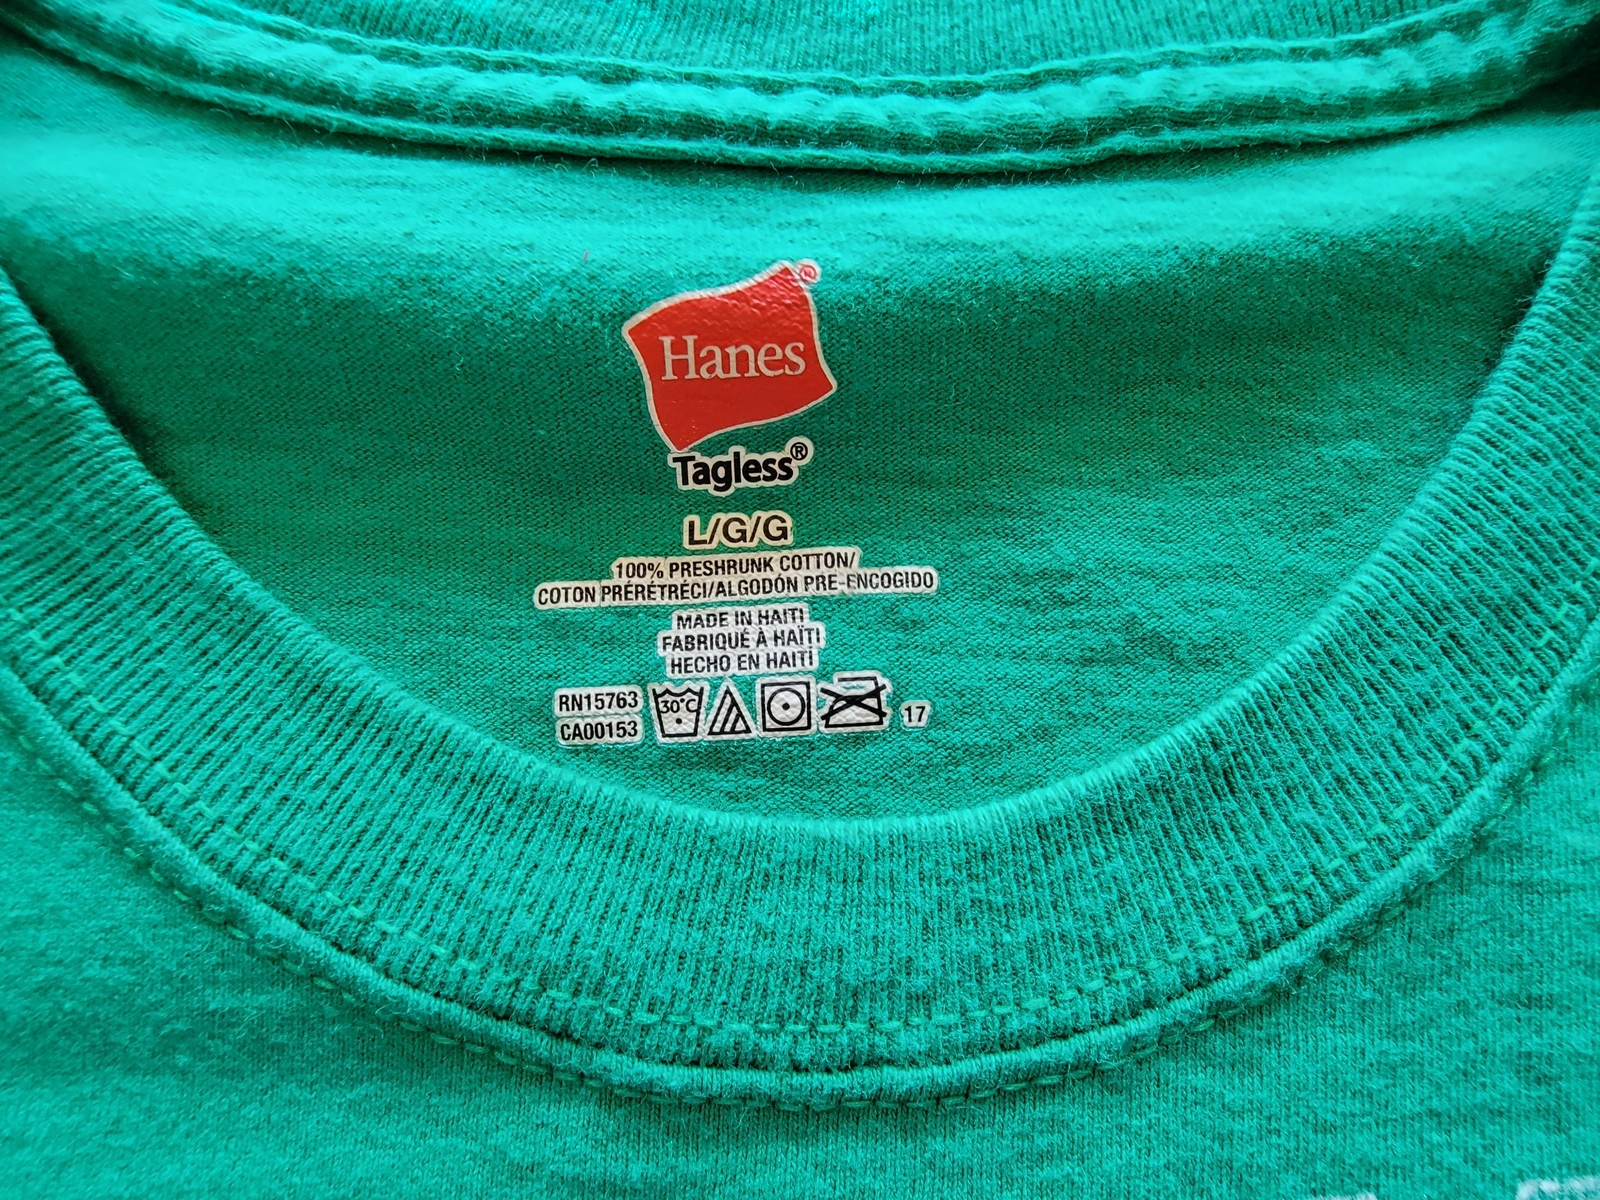 Hanes®
Tagless®
L/G/G
100% PRESHRUNK COTTON/
COTON PRÉRÉTRÉCI/ALGODÓN PRE-ENCOGIDO
MADE IN HAITI
FABRIQUÉ À HAÏTI
HECHO EN HAITÍ
RN15763
CA00153
30°C
17